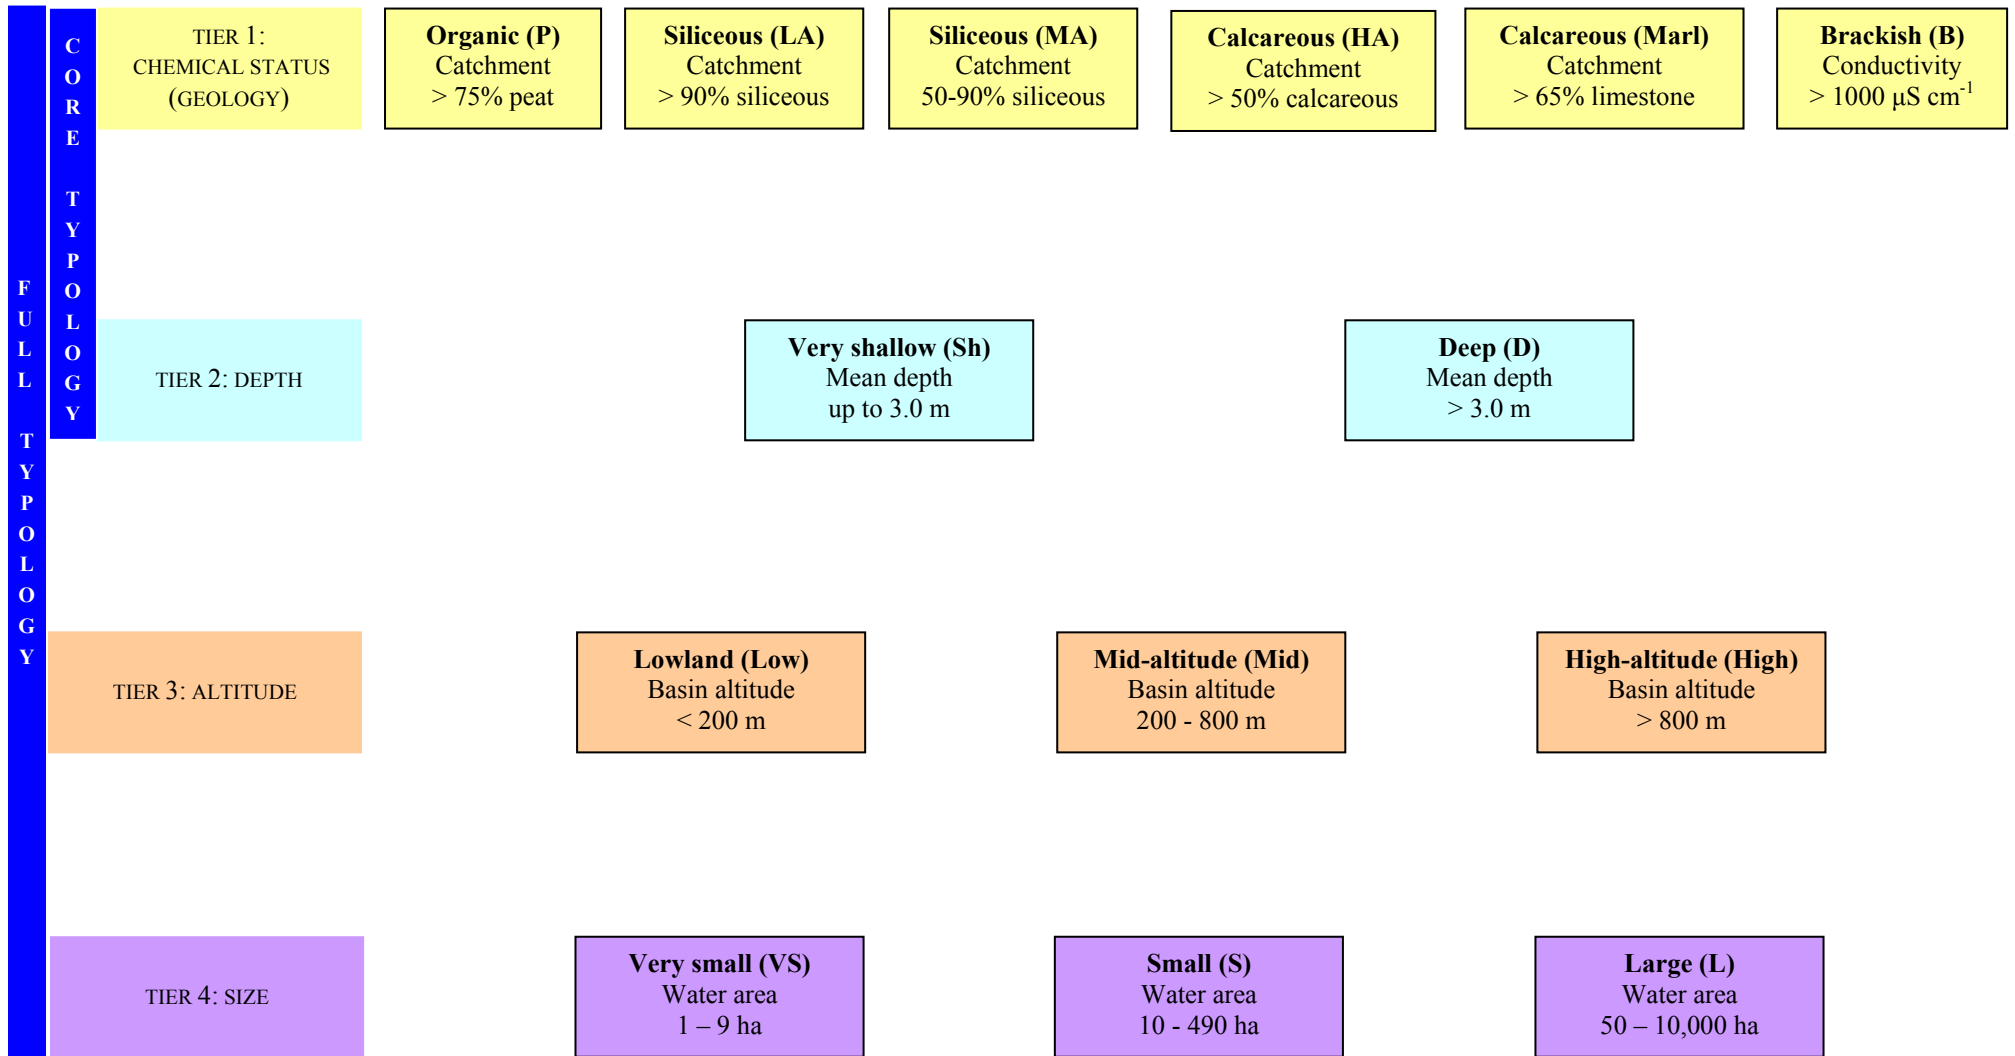 FULL TYPOLOGY
CORE TYPOLOGY
TIER 1:
CHEMICAL STATUS
(GEOLOGY)
Organic (P)
Catchment
> 75% peat
Siliceous (LA)
Catchment
> 90% siliceous
Siliceous (MA)
Catchment
50-90% siliceous
Calcareous (HA)
Catchment
> 50% calcareous
Calcareous (Marl)
Catchment
> 65% limestone
Brackish (B)
Conductivity
> 1000 µS cm⁻¹
TIER 2: DEPTH
Very shallow (Sh)
Mean depth
up to 3.0 m
Deep (D)
Mean depth
> 3.0 m
TIER 3: ALTITUDE
Lowland (Low)
Basin altitude
< 200 m
Mid-altitude (Mid)
Basin altitude
200 - 800 m
High-altitude (High)
Basin altitude
> 800 m
TIER 4: SIZE
Very small (VS)
Water area
1 – 9 ha
Small (S)
Water area
10 - 490 ha
Large (L)
Water area
50 – 10,000 ha